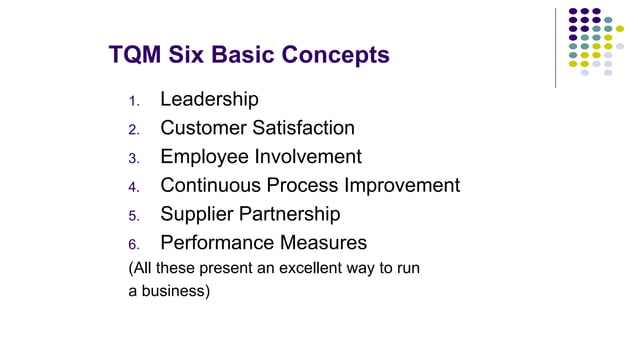 TQM Six Basic Concepts
1. Leadership
2. Customer Satisfaction
3. Employee Involvement
4. Continuous Process Improvement
5. Supplier Partnership
6. Performance Measures
(All these present an excellent way to run
a business)